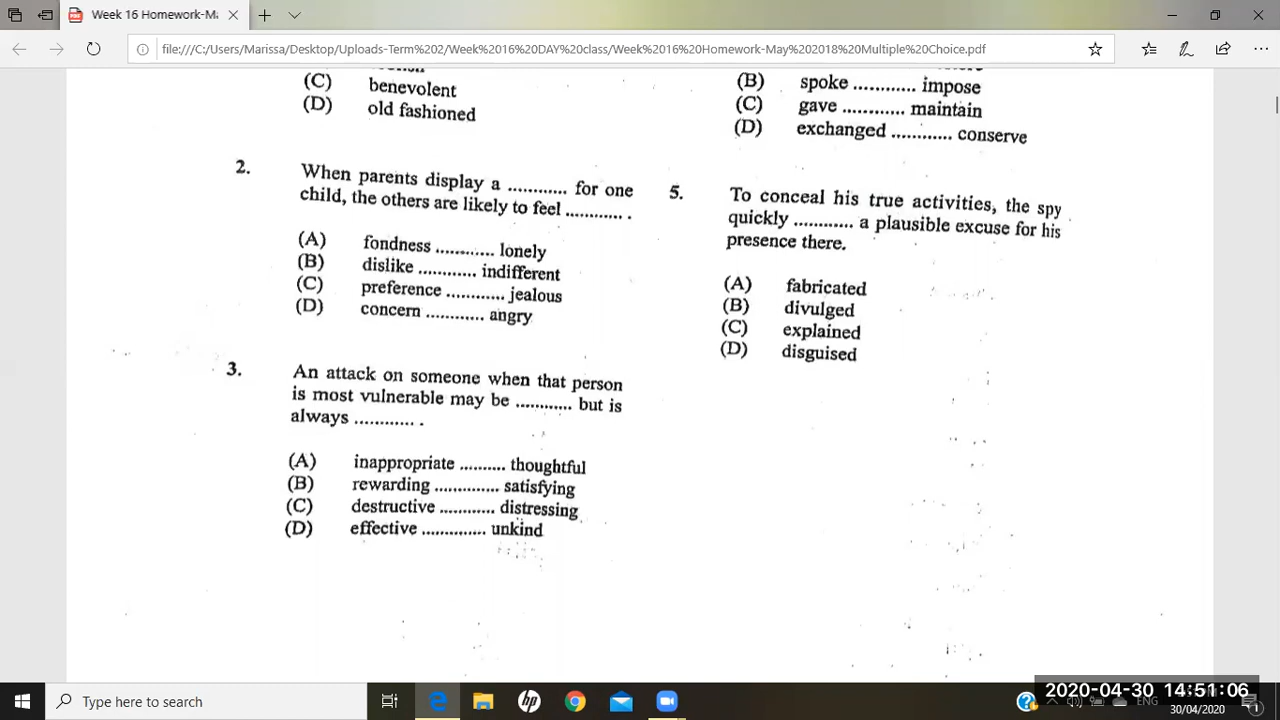 Week 16 Homework-Ma
file:///C:/Users/Marissa/Desktop/Uploads-Term%202/Week%2016%20DAY%20class/Week%2016%20Homework-May%202018%20Multiple%20Choice.pdf
(C) benevolent
(D) old fashioned
2. When parents display a ............ for one
child, the others are likely to feel ............ .
(A) fondness ............ lonely
(B) dislike ............ indifferent
(C) preference ............ jealous
(D) concern ............ angry
3. An attack on someone when that person
is most vulnerable may be ............ but is
always ............ .
(A) inappropriate .......... thoughtful
(B) rewarding .............. satisfying
(C) destructive ............ distressing
(D) effective .............. unkind
(B) spoke ............ impose
(C) gave ............ maintain
(D) exchanged ............ conserve
5. To conceal his true activities, the spy
quickly ............ a plausible excuse for his
presence there.
(A) fabricated
(B) divulged
(C) explained
(D) disguised
Type here to search
hp
ENG
2020-04-30 14:51:06
30/04/2020